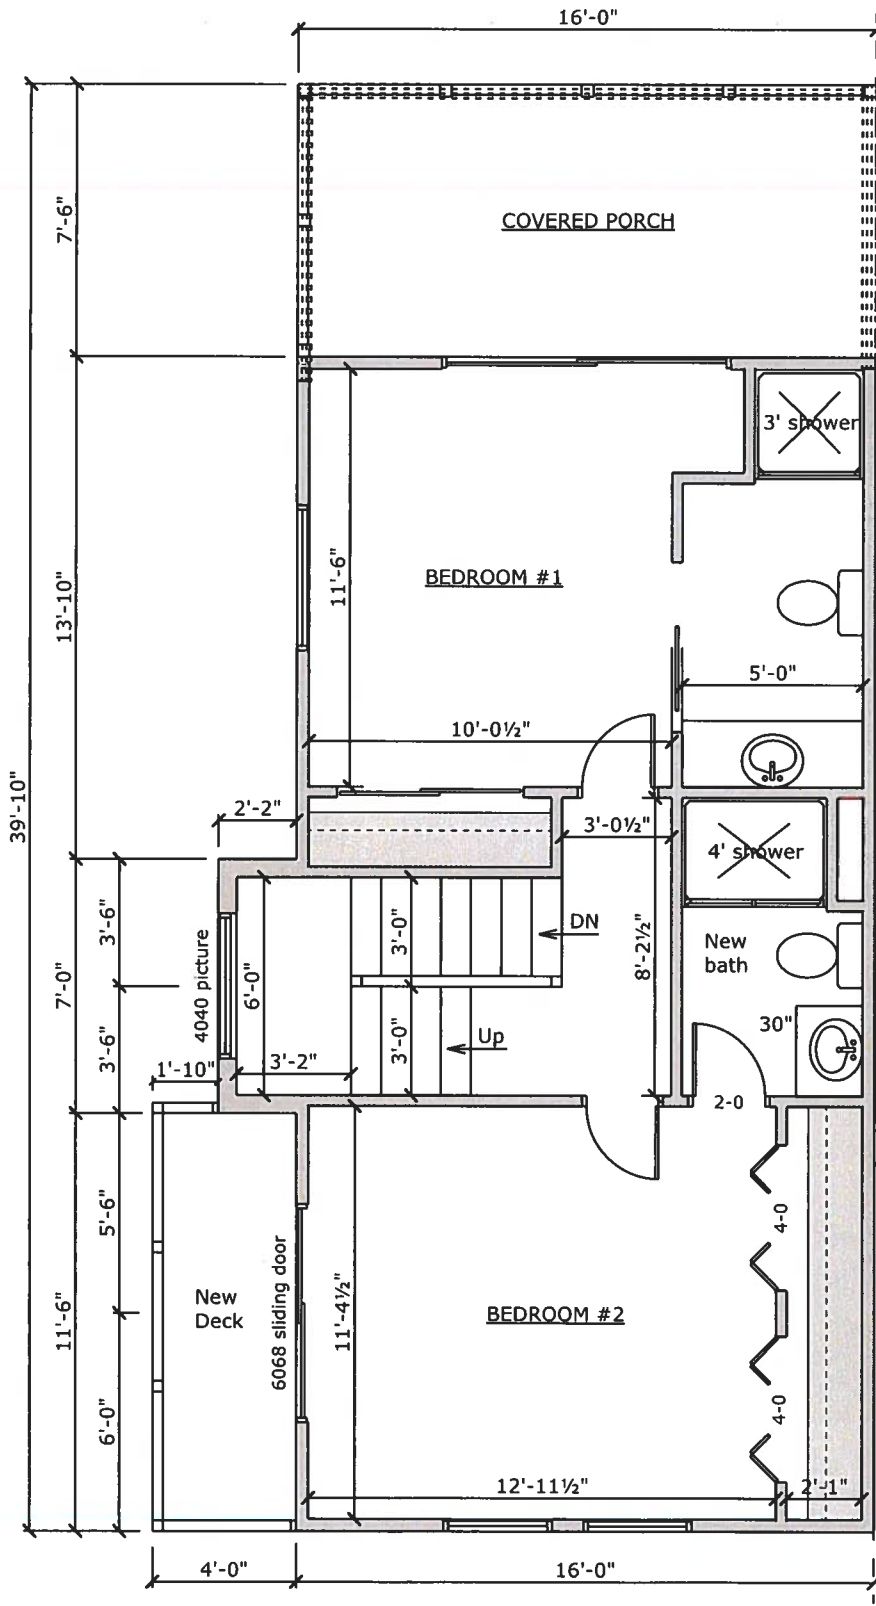 16'-0"
7'-6"
COVERED PORCH
3' shower
13'-10"
11'-6"
BEDROOM #1
5'-0"
10'-0½"
39'-10"
2'-2"
3'-0½"
4' shower
3'-6"
4040 picture
6'-0"
3'-0"
DN
8'-2½"
New
bath
7'-0"
3'-6"
3'-0"
Up
30"
1'-10"
3'-2"
2-0
5'-6"
4-0
New
Deck
6068 sliding door
11'-4½"
BEDROOM #2
11'-6"
6'-0"
4-0
12'-11½"
2'-1"
4'-0"
16'-0"